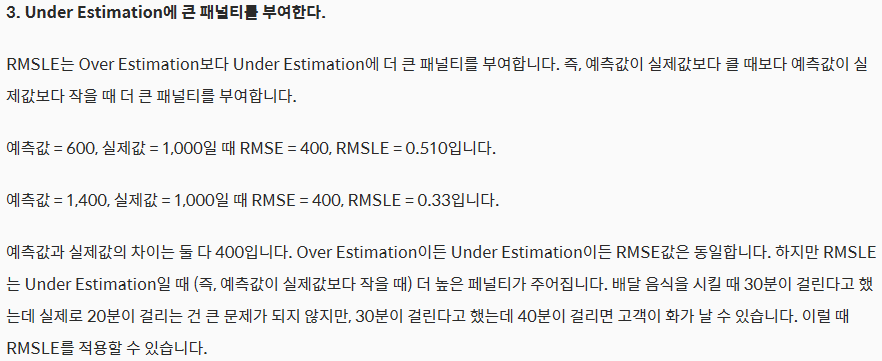 3. Under Estimation에 큰 패널티를 부여한다.
RMSLE는 Over Estimation보다 Under Estimation에 더 큰 패널티를 부여합니다. 즉, 예측값이 실제값보다 클 때보다 예측값이 실
제값보다 작을 때 더 큰 패널티를 부여합니다.
예측값 = 600, 실제값 = 1,000일 때 RMSE = 400, RMSLE = 0.510입니다.
예측값 = 1,400, 실제값 = 1,000일 때 RMSE = 400, RMSLE = 0.33입니다.
예측값과 실제값의 차이는 둘 다 400입니다. Over Estimation이든 Under Estimation이든 RMSE값은 동일합니다. 하지만 RMSLE
는 Under Estimation일 때 (즉, 예측값이 실제값보다 작을 때) 더 높은 페널티가 주어집니다. 배달 음식을 시킬 때 30분이 걸린다고 했
는데 실제로 20분이 걸리는 건 큰 문제가 되지 않지만, 30분이 걸린다고 했는데 40분이 걸리면 고객이 화가 날 수 있습니다. 이럴 때
RMSLE를 적용할 수 있습니다.